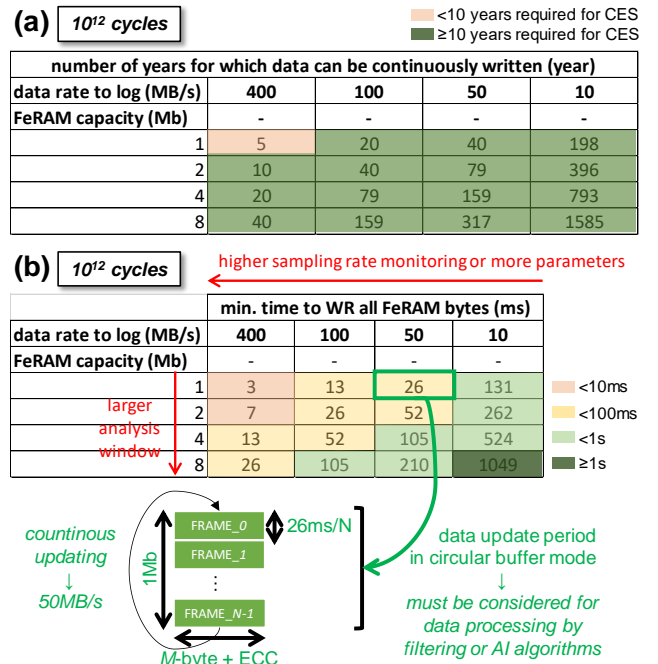 (a) 10¹² cycles
<10 years required for CES
≥10 years required for CES
number of years for which data can be continuously written (year)
data rate to log (MB/s) 400 100 50 10
FeRAM capacity (Mb) - - - -
1 5 20 40 198
2 10 40 79 396
4 20 79 159 793
8 40 159 317 1585
(b) 10¹² cycles
higher sampling rate monitoring or more parameters
min. time to WR all FeRAM bytes (ms)
data rate to log (MB/s) 400 100 50 10
FeRAM capacity (Mb) - - - -
1 3 13 26 131
2 7 26 52 262
4 13 52 105 524
8 26 105 210 1049
larger
analysis
window
<10ms
<100ms
<1s
≥1s
countinous
updating
↓
50MB/s
1Mb
FRAME_0
FRAME_1
⋮
FRAME_N-1
26ms/N
M-byte + ECC
data update period
in circular buffer mode
↓
must be considered for
data processing by
filtering or AI algorithms